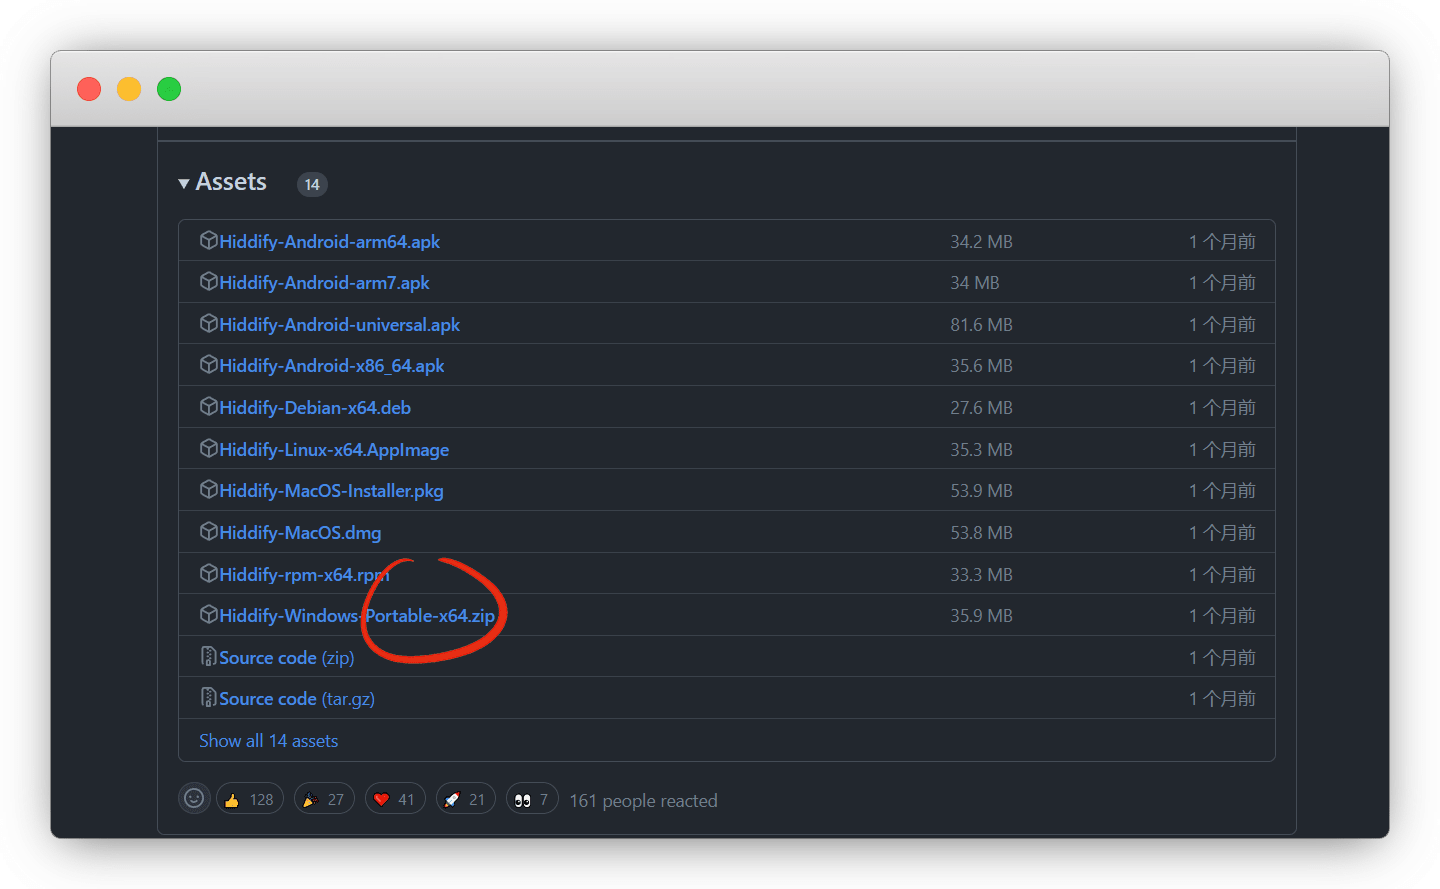 Assets 14
Hiddify-Android-arm64.apk 34.2 MB 1 个月前
Hiddify-Android-arm7.apk 34 MB 1 个月前
Hiddify-Android-universal.apk 81.6 MB 1 个月前
Hiddify-Android-x86_64.apk 35.6 MB 1 个月前
Hiddify-Debian-x64.deb 27.6 MB 1 个月前
Hiddify-Linux-x64.AppImage 35.3 MB 1 个月前
Hiddify-MacOS-Installer.pkg 53.9 MB 1 个月前
Hiddify-MacOS.dmg 53.8 MB 1 个月前
Hiddify-rpm-x64.rpm 33.3 MB 1 个月前
Hiddify-Windows-Portable-x64.zip 35.9 MB 1 个月前
Source code (zip) 1 个月前
Source code (tar.gz) 1 个月前
Show all 14 assets
128 27 41 21 7 161 people reacted